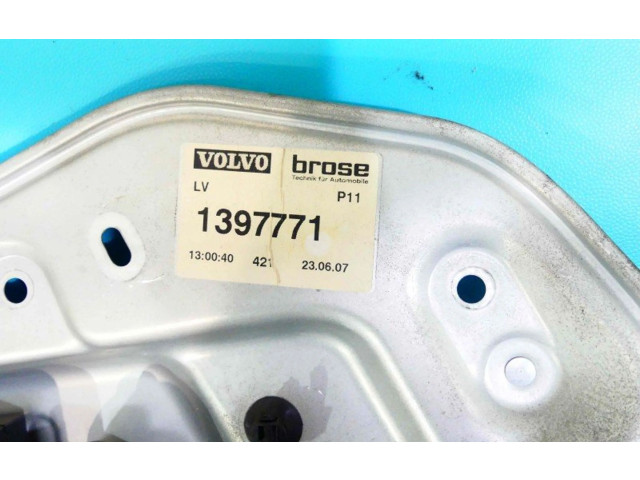 VOLVO brose
Technik für Automobile
LV P11
1397771
13:00:40 421 23.06.07